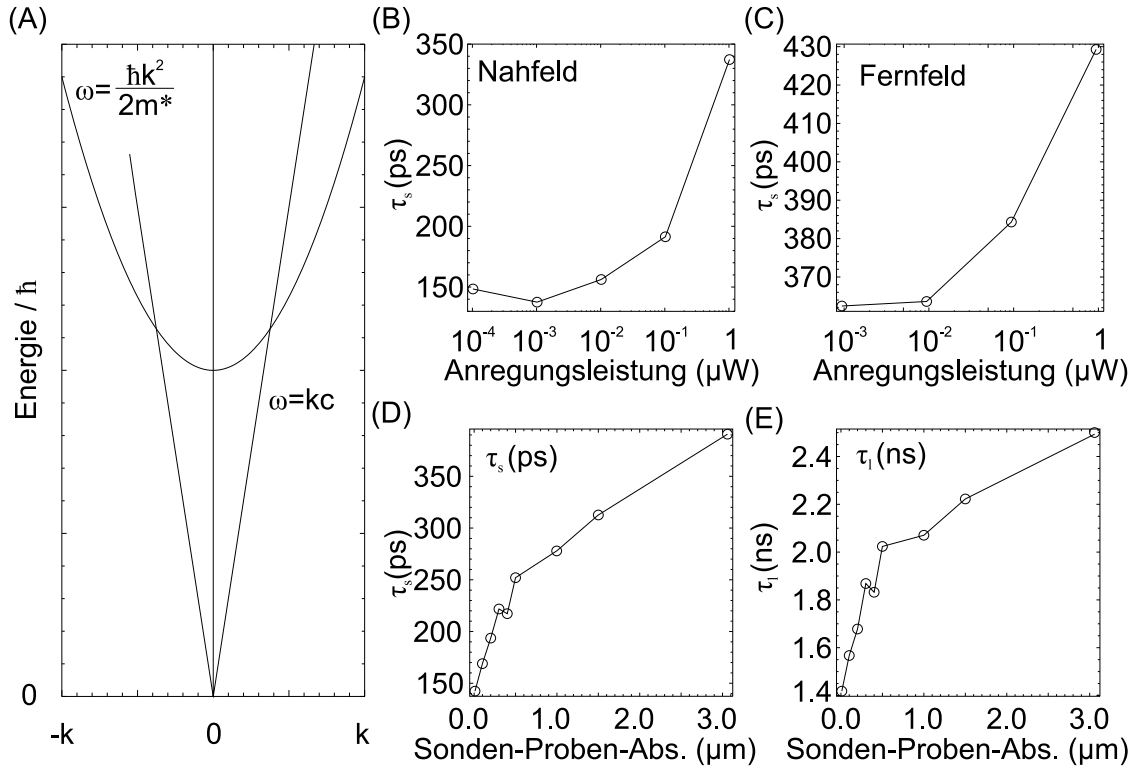 (A)
ω=ħk²/2m*
ω=kc
Energie / ħ
0
-k 0 k
(B)
Nahfeld
350
300
250
200
150
τs (ps)
10⁻⁴ 10⁻³ 10⁻² 10⁻¹ 1
Anregungsleistung (µW)
(C)
Fernfeld
430
420
410
400
390
380
370
360
τs (ps)
10⁻³ 10⁻² 10⁻¹ 1
Anregungsleistung (µW)
(D)
τs (ps)
350
300
250
200
150
τs (ps)
0.0 1.0 2.0 3.0
Sonden-Proben-Abs. (µm)
(E)
τl (ns)
2.4
2.2
2.0
1.8
1.6
1.4
τl (ns)
0.0 1.0 2.0 3.0
Sonden-Proben-Abs. (µm)